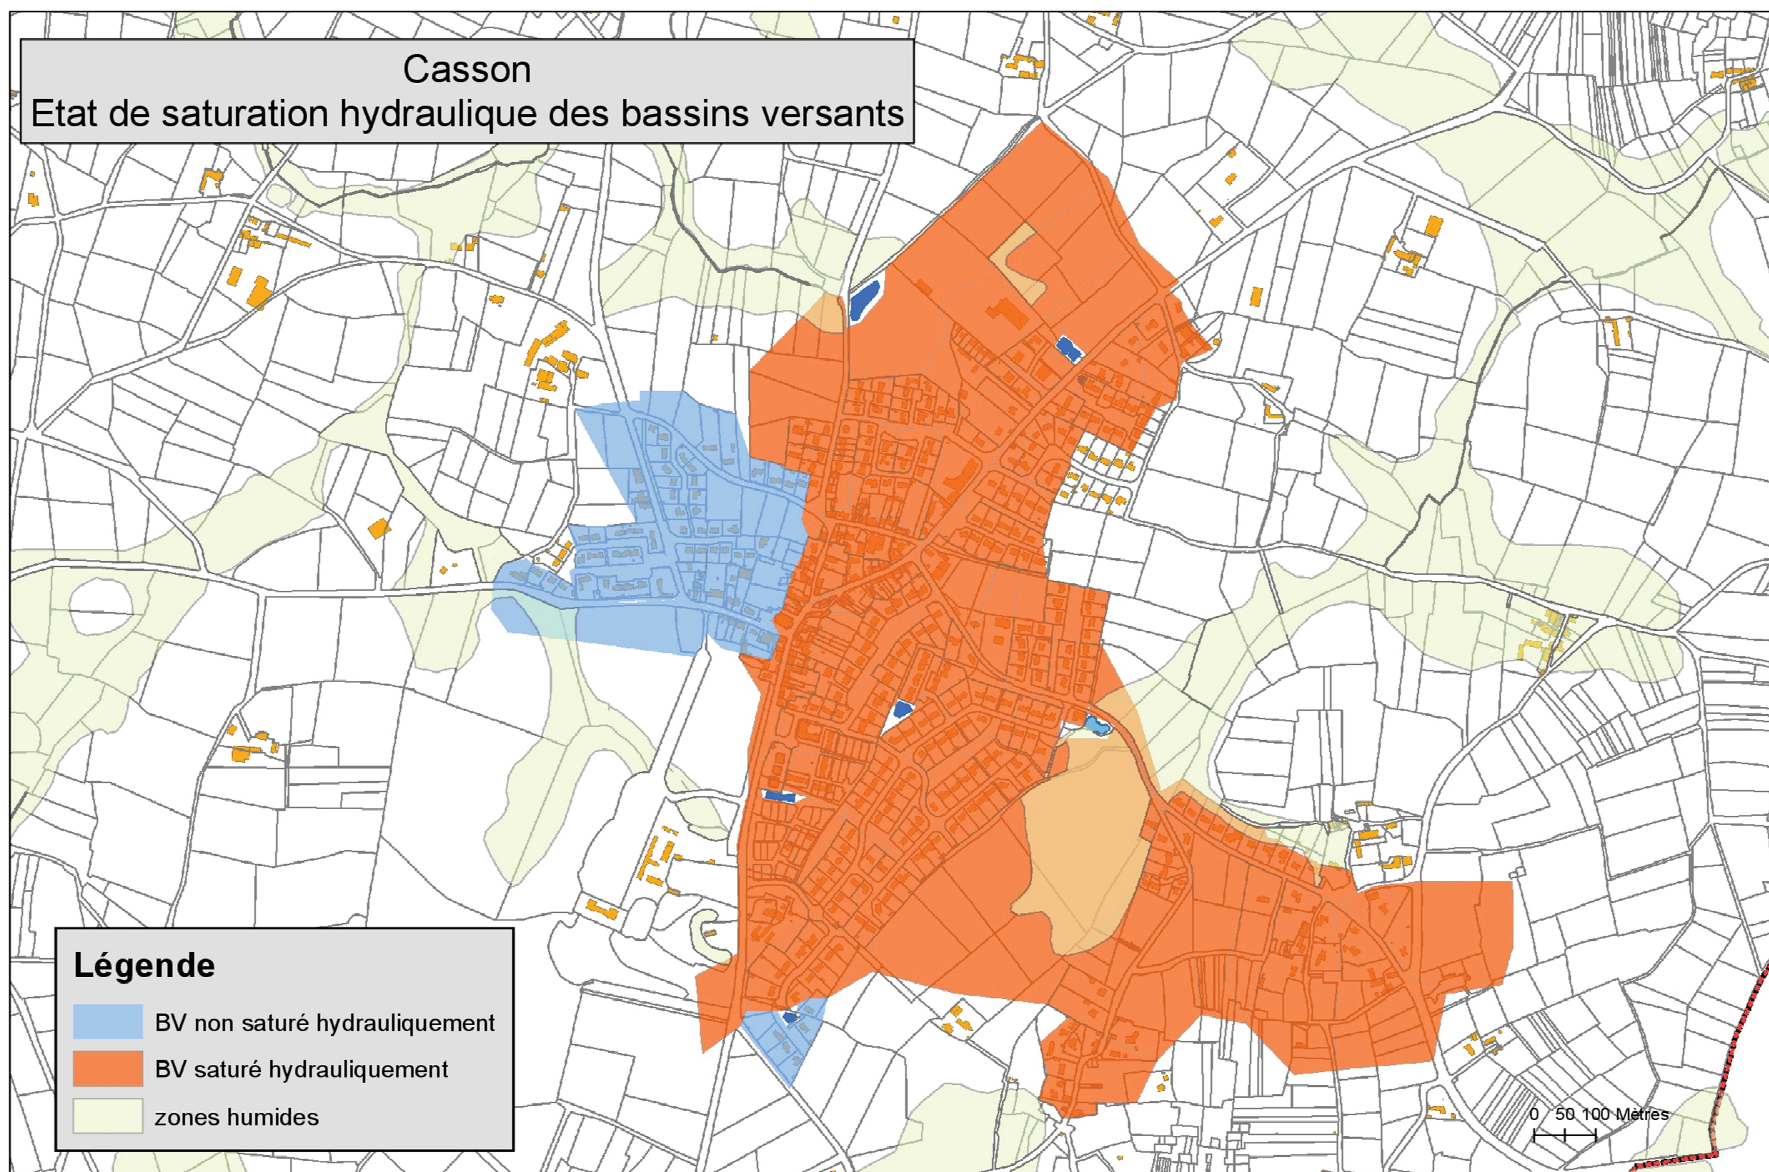 Casson
Etat de saturation hydraulique des bassins versants
Légende
BV non saturé hydrauliquement
BV saturé hydrauliquement
zones humides
0 50 100 Mètres